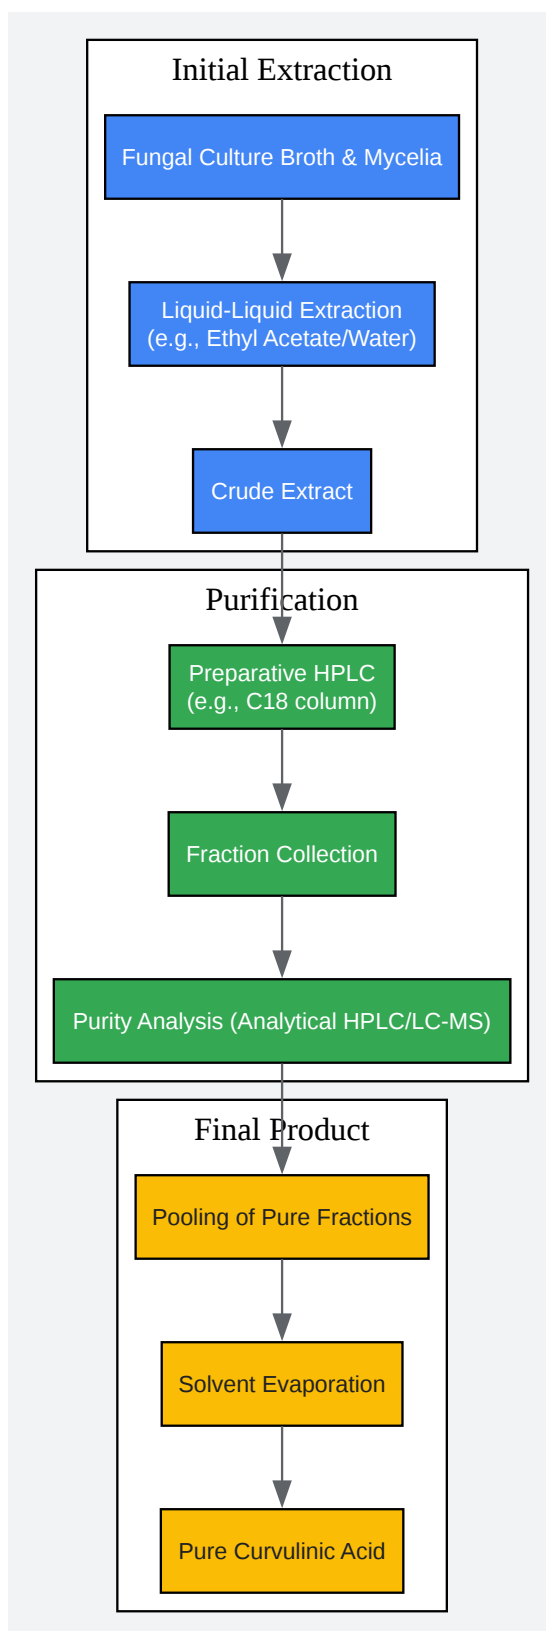 Initial Extraction
Fungal Culture Broth & Mycelia
Liquid-Liquid Extraction
(e.g., Ethyl Acetate/Water)
Crude Extract
Purification
Preparative HPLC
(e.g., C18 column)
Fraction Collection
Purity Analysis (Analytical HPLC/LC-MS)
Final Product
Pooling of Pure Fractions
Solvent Evaporation
Pure Curvulinic Acid